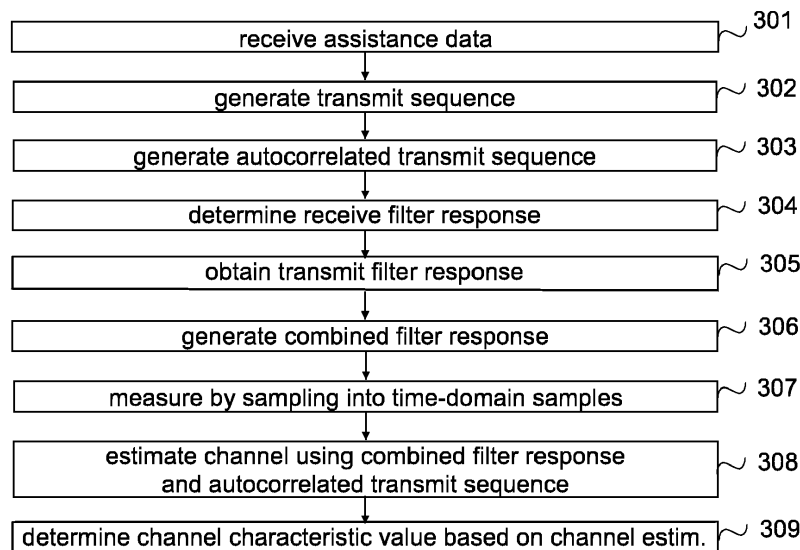 receive assistance data 301
generate transmit sequence 302
generate autocorrelated transmit sequence 303
determine receive filter response 304
obtain transmit filter response 305
generate combined filter response 306
measure by sampling into time-domain samples 307
estimate channel using combined filter response
and autocorrelated transmit sequence 308
determine channel characteristic value based on channel estim. 309